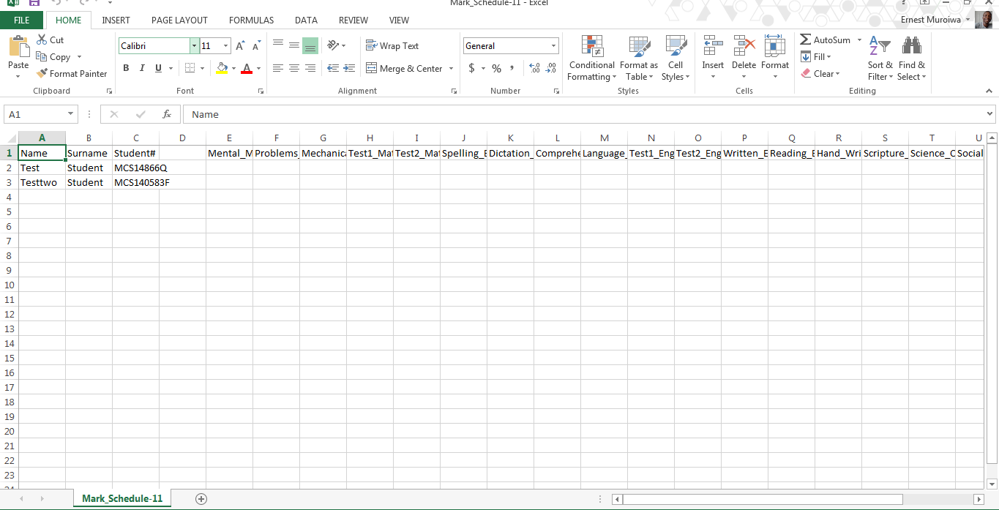 Mark_Schedule-11 - Excel
FILE HOME INSERT PAGE LAYOUT FORMULAS DATA REVIEW VIEW Ernest Muroiwa
Paste Cut Copy Format Painter
Clipboard
Calibri 11
B I U A
Font
Wrap Text
Merge & Center
Alignment
General
$ % ,
Number
Conditional Formatting Format as Table Cell Styles
Styles
Insert Delete Format
Cells
AutoSum
Fill
Clear
Sort & Filter Find & Select
Editing
A1 fx Name
A B C D E F G H I J K L M N O P Q R S T U
1 Name Surname Student# Mental_M Problems_ Mechanica Test1_Mat Test2_Mat Spelling_E Dictation_ Comprehe Language_ Test1_Eng Test2_Eng Written_E Reading_E Hand_Wri Scripture_ Science_C Social
2 Test Student MCS14866Q
3 Testtwo Student MCS140583F
4
5
6
7
8
9
10
11
12
13
14
15
16
17
18
19
20
21
22
23
Mark_Schedule-11